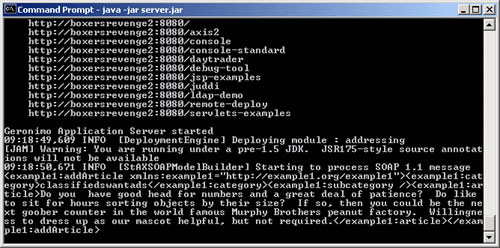 Command Prompt - java -jar server.jar
http://boxersrevenge2:8080/
http://boxersrevenge2:8080/axis2
http://boxersrevenge2:8080/console
http://boxersrevenge2:8080/console-standard
http://boxersrevenge2:8080/daytrader
http://boxersrevenge2:8080/debug-tool
http://boxersrevenge2:8080/jsp-examples
http://boxersrevenge2:8080/juddi
http://boxersrevenge2:8080/ldap-demo
http://boxersrevenge2:8080/remote-deploy
http://boxersrevenge2:8080/servlets-examples
Geronimo Application Server started
09:18:49,609 INFO  [DeploymentEngine] Deploying module : addressing
[JAM] Warning: You are running under a pre-1.5 JDK.  JSR175-style source annotat
ions will not be available
09:18:50,671 INFO  [StAXSOAPModelBuilder] Starting to process SOAP 1.1 message
<example1:addArticle xmlns:example1="http://example1.org/example1"><example1:cat
egory>classifiedswantads</example1:category><example1:subcategory /><example1:ar
ticle>Do you  have good head for numbers and a great deal of patience?  Do like
to sit for hours sorting objects by their size?  If so, then you could be the ne
xt goober counter in the world famous Murphy Brothers peanut factory.  Willingne
ss to dress up as our mascot helpful, but not required.</example1:article></exam
ple1:addArticle>